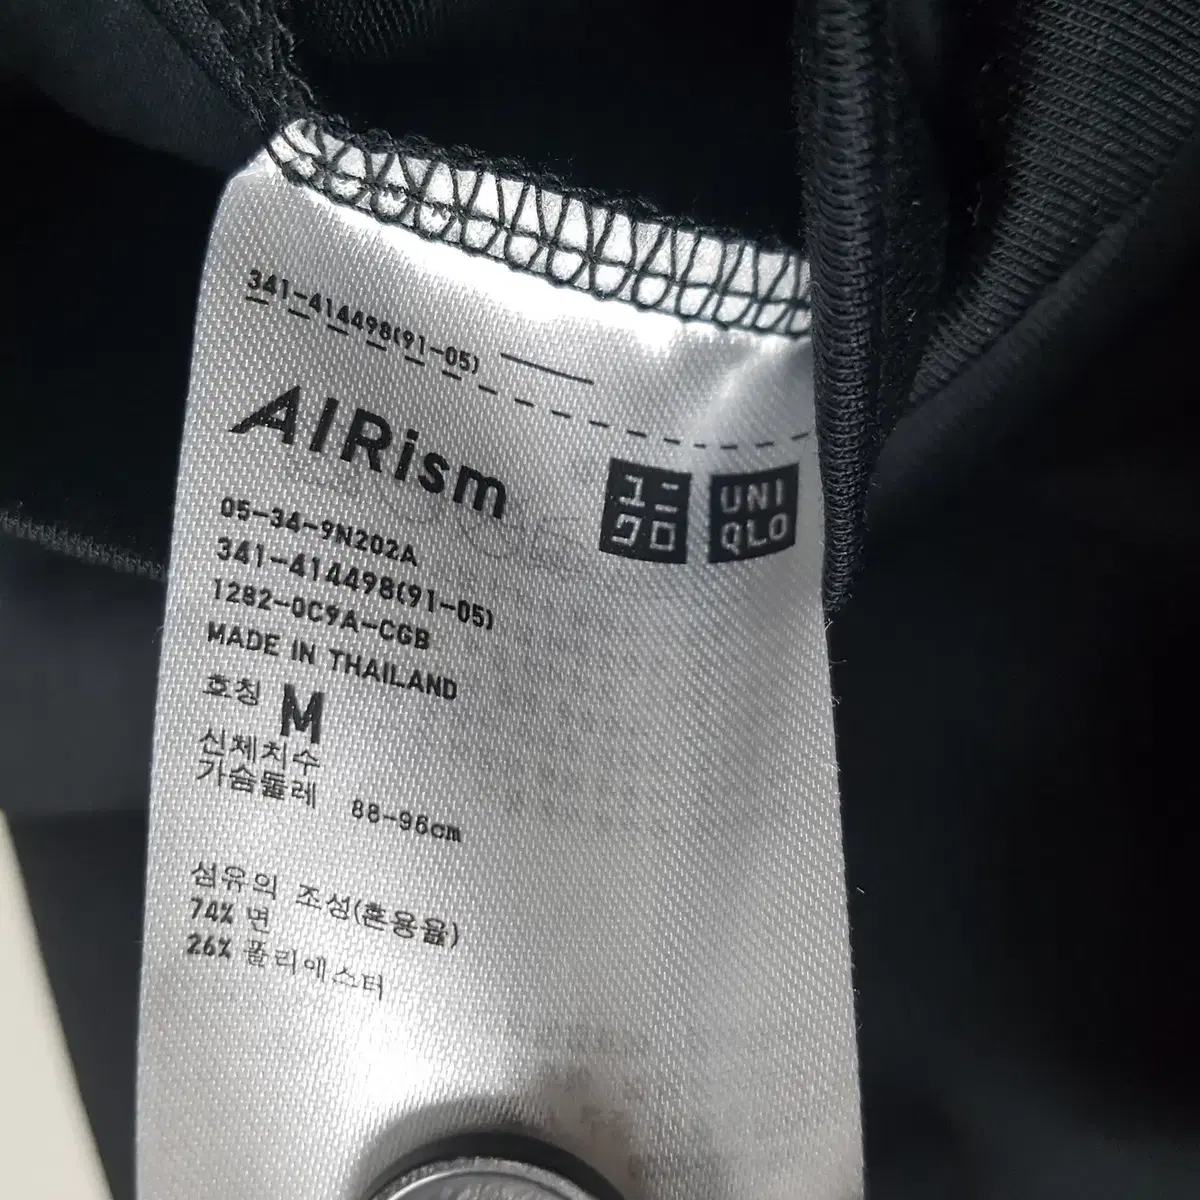 341-414498(91-05)
AIRism
ユニ
クロ
UNI
QLO
05-34-9N202A
341-414498(91-05)
1282-0C9A-CGB
MADE IN THAILAND
호칭 M
신체치수
가슴둘레 88-96cm
섬유의 조성(혼용율)
74% 면
26% 폴리에스터